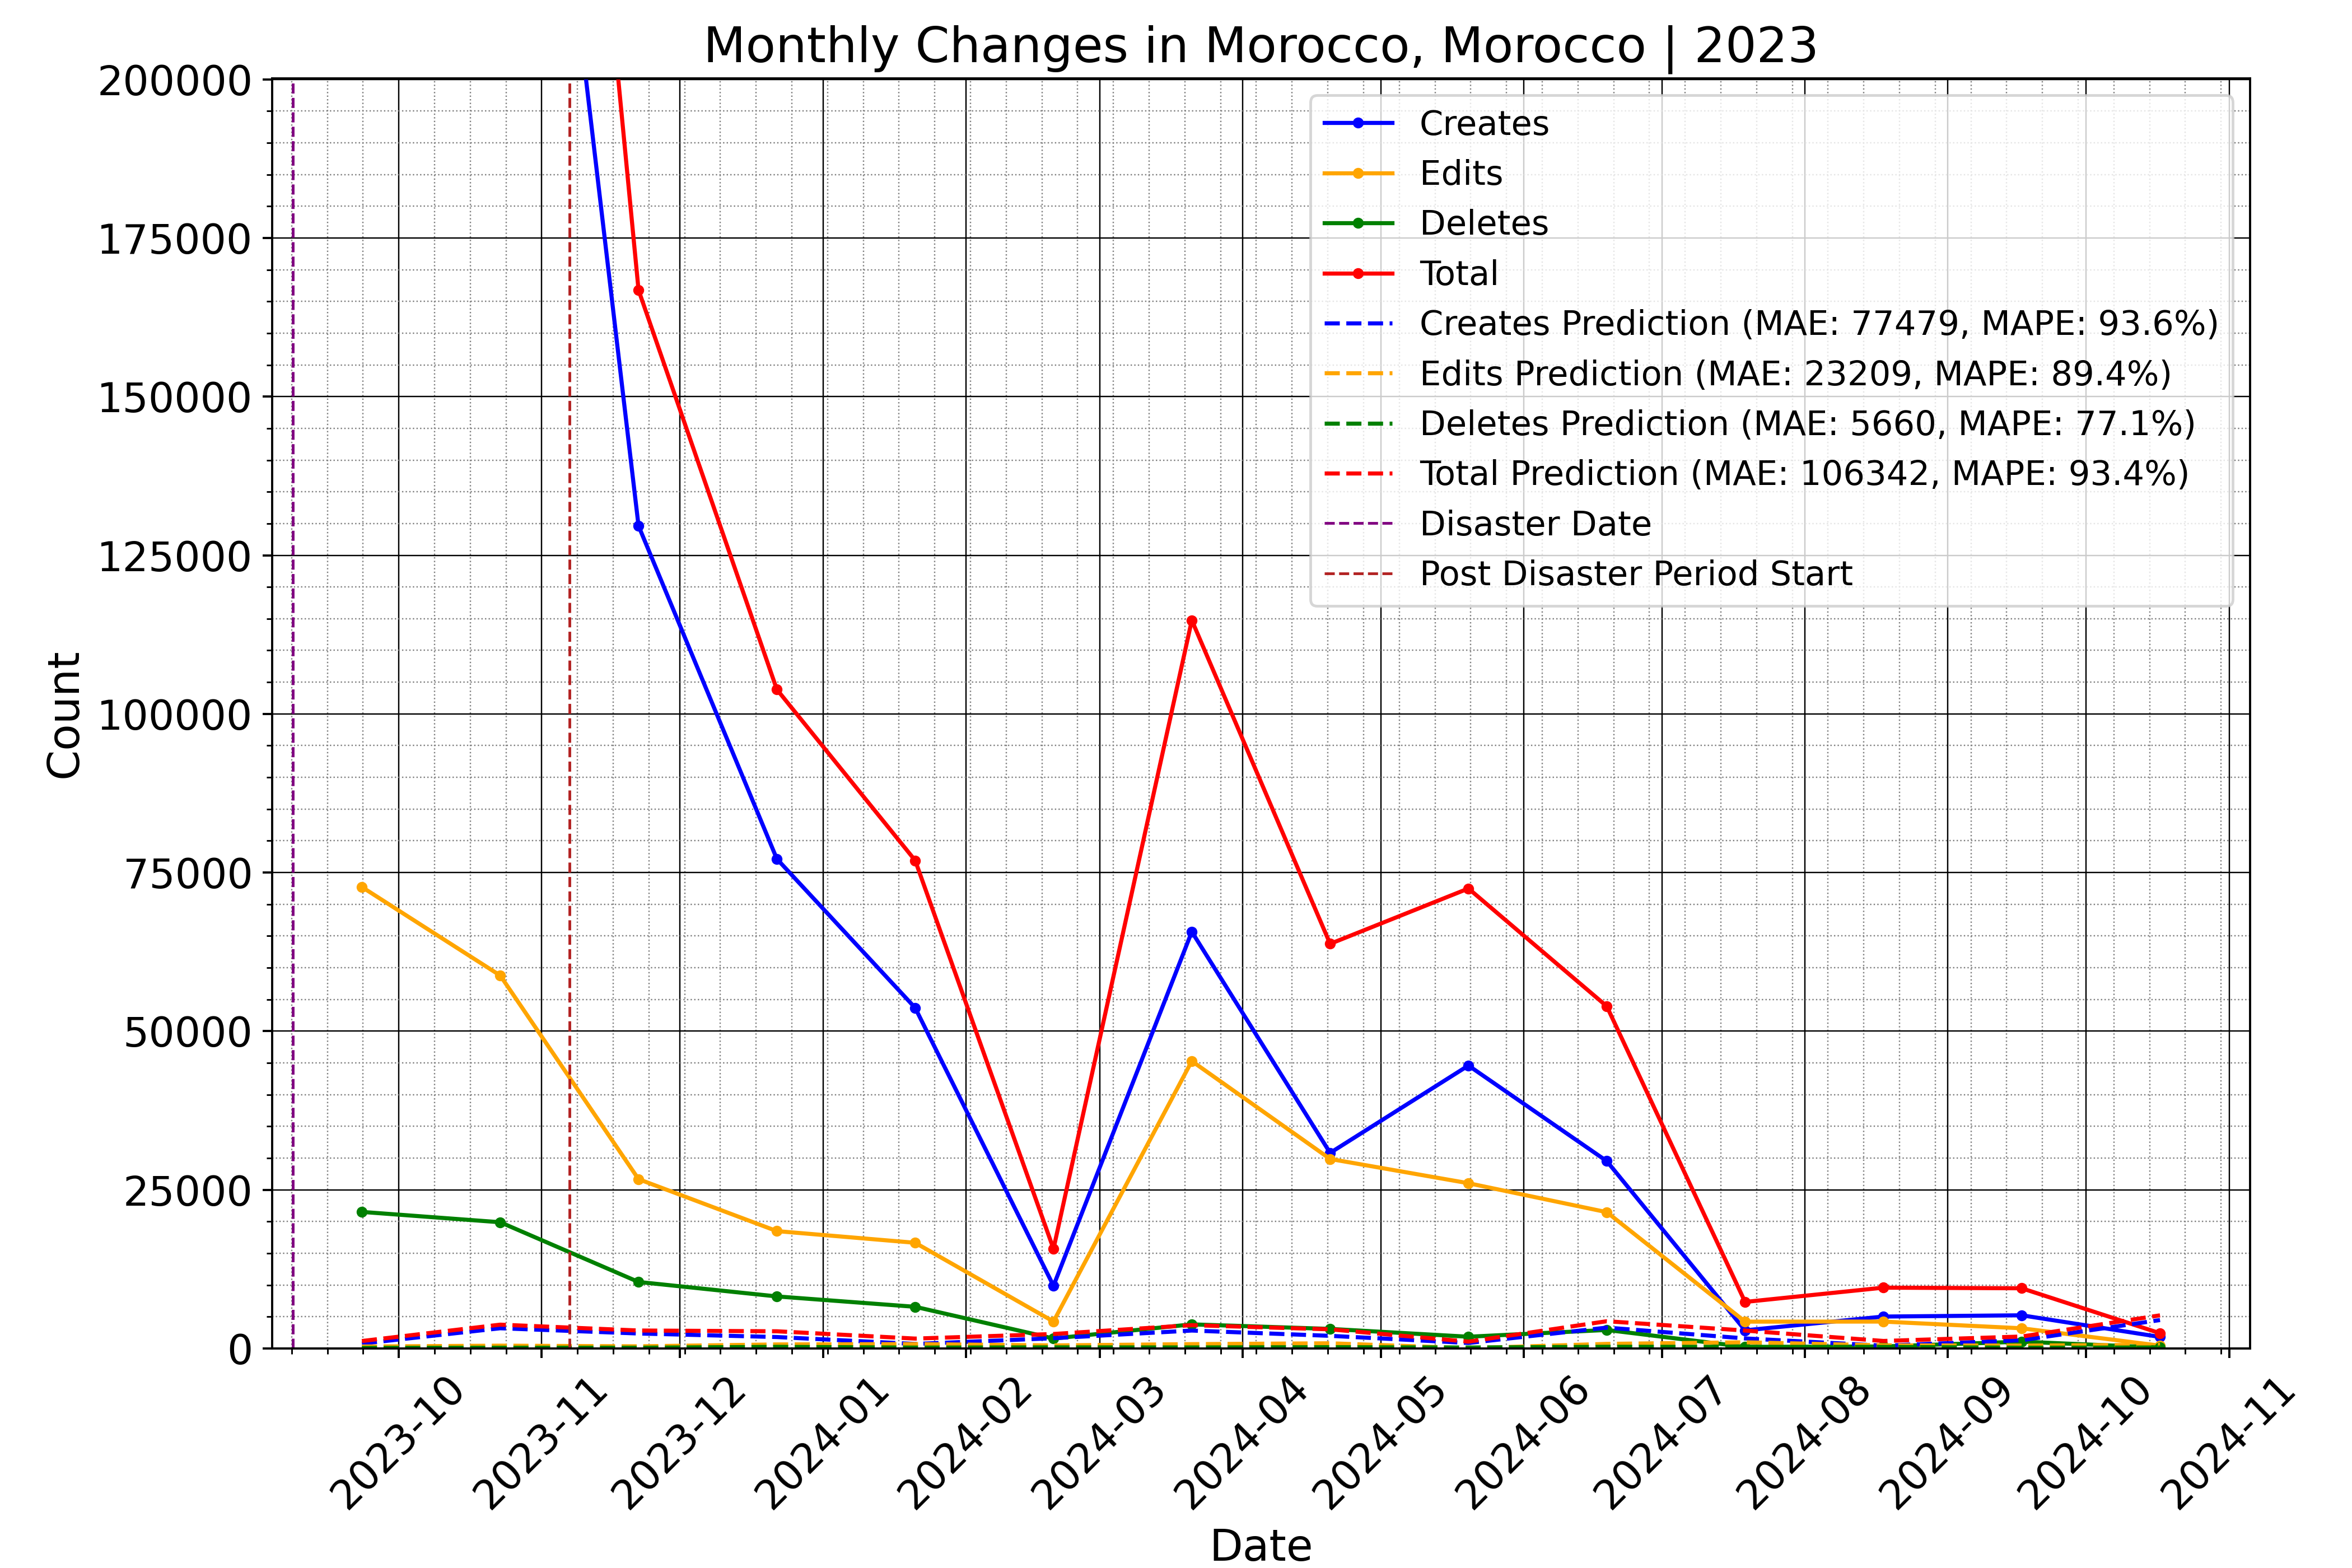 Monthly Changes in Morocco, Morocco | 2023
200000
175000
150000
125000
100000
75000
50000
25000
0
Count
Creates
Edits
Deletes
Total
Creates Prediction (MAE: 77479, MAPE: 93.6%)
Edits Prediction (MAE: 23209, MAPE: 89.4%)
Deletes Prediction (MAE: 5660, MAPE: 77.1%)
Total Prediction (MAE: 106342, MAPE: 93.4%)
Disaster Date
Post Disaster Period Start
2023-10
2023-11
2023-12
2024-01
2024-02
2024-03
2024-04
2024-05
2024-06
2024-07
2024-08
2024-09
2024-10
2024-11
Date